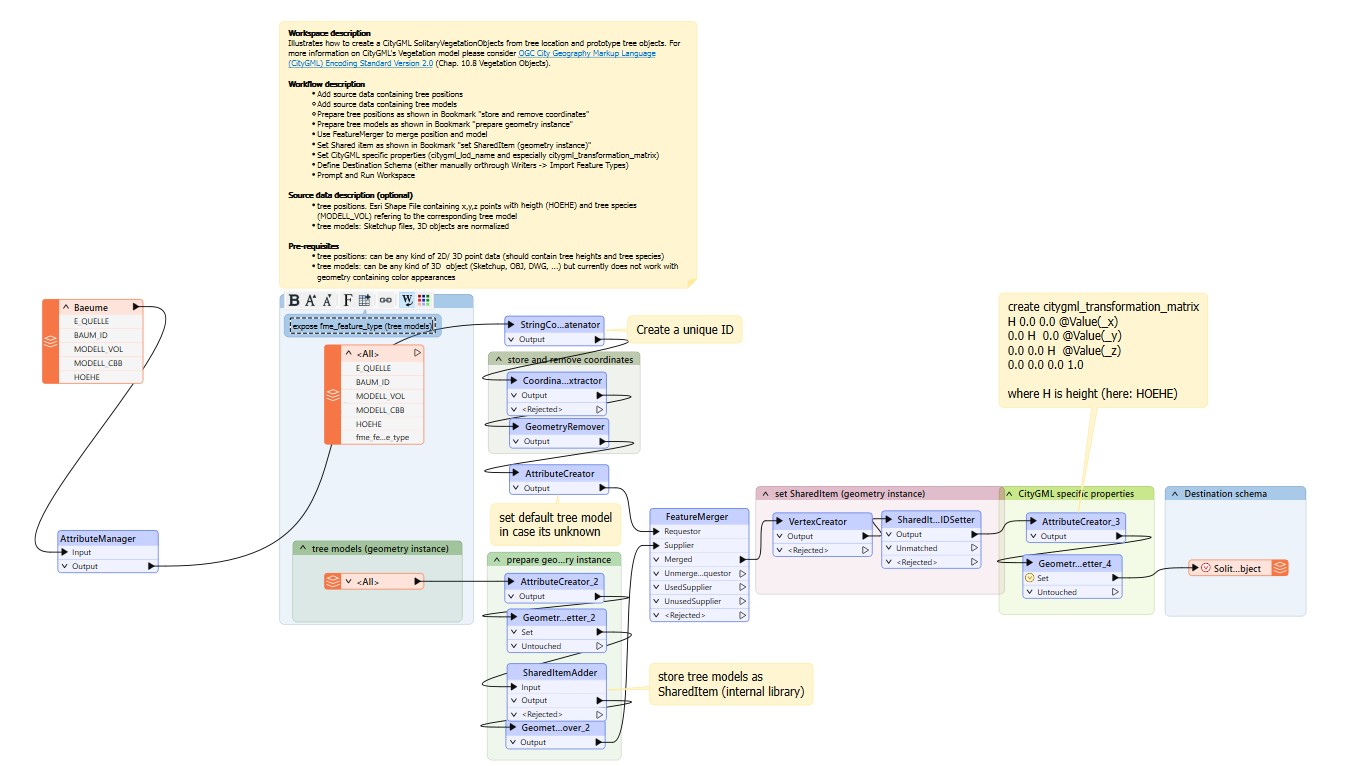 Workspace description
Illustrates how to create a CityGML SolitaryVegetationObjects from tree location and prototype tree objects. For
more information on CityGML's Vegetation model please consider OGC City Geography Markup Language
(CityGML) Encoding Standard Version 2.0 (Chap. 10.8 Vegetation Objects).
Workflow description
• Add source data containing tree positions
• Add source data containing tree models
• Prepare tree positions as shown in Bookmark "store and remove coordinates"
• Prepare tree models as shown in Bookmark "prepare geometry instance"
• Use FeatureMerger to merge position and model
• Set Shared item as shown in Bookmark "set SharedItem (geometry instance)"
• Set CityGML specific properties (citygml_lod_name and especially citygml_transformation_matrix)
• Define Destination Schema (either manually orthrough Writers -> Import Feature Types)
• Prompt and Run Workspace
Source data description (optional)
• tree positions. Esri Shape File containing x,y,z points with heigth (HOEHE) and tree species
(MODELL_VOL) refering to the corresponding tree model
• tree models: Sketchup files, 3D objects are normalized
Pre-requisites
• tree positions: can be any kind of 2D/ 3D point data (should contain tree heights and tree species)
• tree models: can be any kind of 3D object (Sketchup, OBJ, DWG, ...) but currently does not work with
geometry containing color appearances
Baeume
E_QUELLE
BAUM_ID
MODELL_VOL
MODELL_CBB
HOEHE
AttributeManager
Input
Output
B A A F W
expose fme_feature_type (tree models)
<All>
E_QUELLE
BAUM_ID
MODELL_VOL
MODELL_CBB
HOEHE
fme_fe...e_type
tree models (geometry instance)
<All>
StringCo...atenator
Output
Create a unique ID
store and remove coordinates
Coordina...xtractor
Output
<Rejected>
GeometryRemover
Output
AttributeCreator
Output
set default tree model
in case its unknown
prepare geo...ry instance
AttributeCreator_2
Output
Geometr...etter_2
Set
Untouched
SharedItemAdder
Input
Output
<Rejected>
Geomet...over_2
Output
store tree models as
SharedItem (internal library)
FeatureMerger
Requestor
Supplier
Merged
Unmerge...questor
UsedSupplier
UnusedSupplier
<Rejected>
set SharedItem (geometry instance)
VertexCreator
Output
<Rejected>
SharedIt...IDSetter
Output
Unmatched
<Rejected>
create citygml_transformation_matrix
H 0.0 0.0 @Value(_x)
0.0 H 0.0 @Value(_y)
0.0 0.0 H @Value(_z)
0.0 0.0 0.0 1.0
where H is height (here: HOEHE)
CityGML specific properties
AttributeCreator_3
Output
Geometr...etter_4
Set
Untouched
Destination schema
Solit...bject